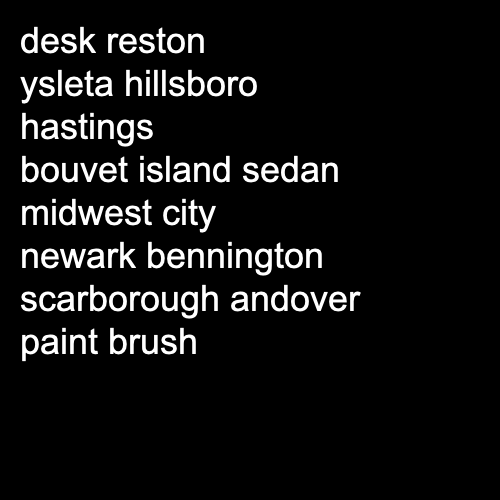 desk reston
ysleta hillsboro
hastings
bouvet island sedan
midwest city
newark bennington
scarborough andover
paint brush